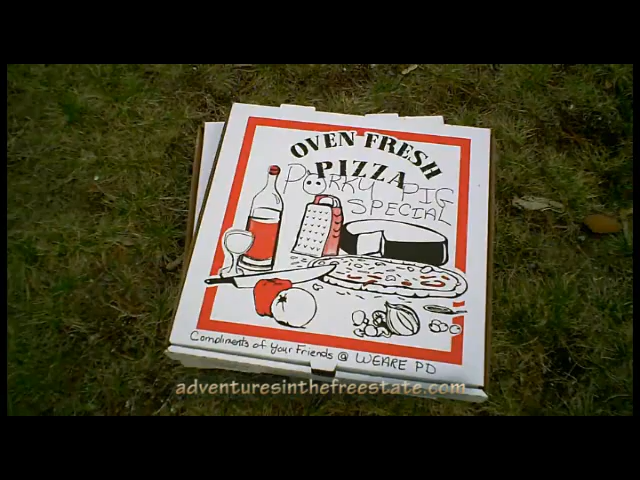 OVEN FRESH
PIZZA
PORKY PIG
SPECIAL
Compliments of Your Friends @ WEARE PD
adventuresinthefreestate.com